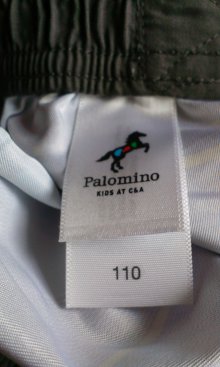 Palomino
KIDS AT C&A
110